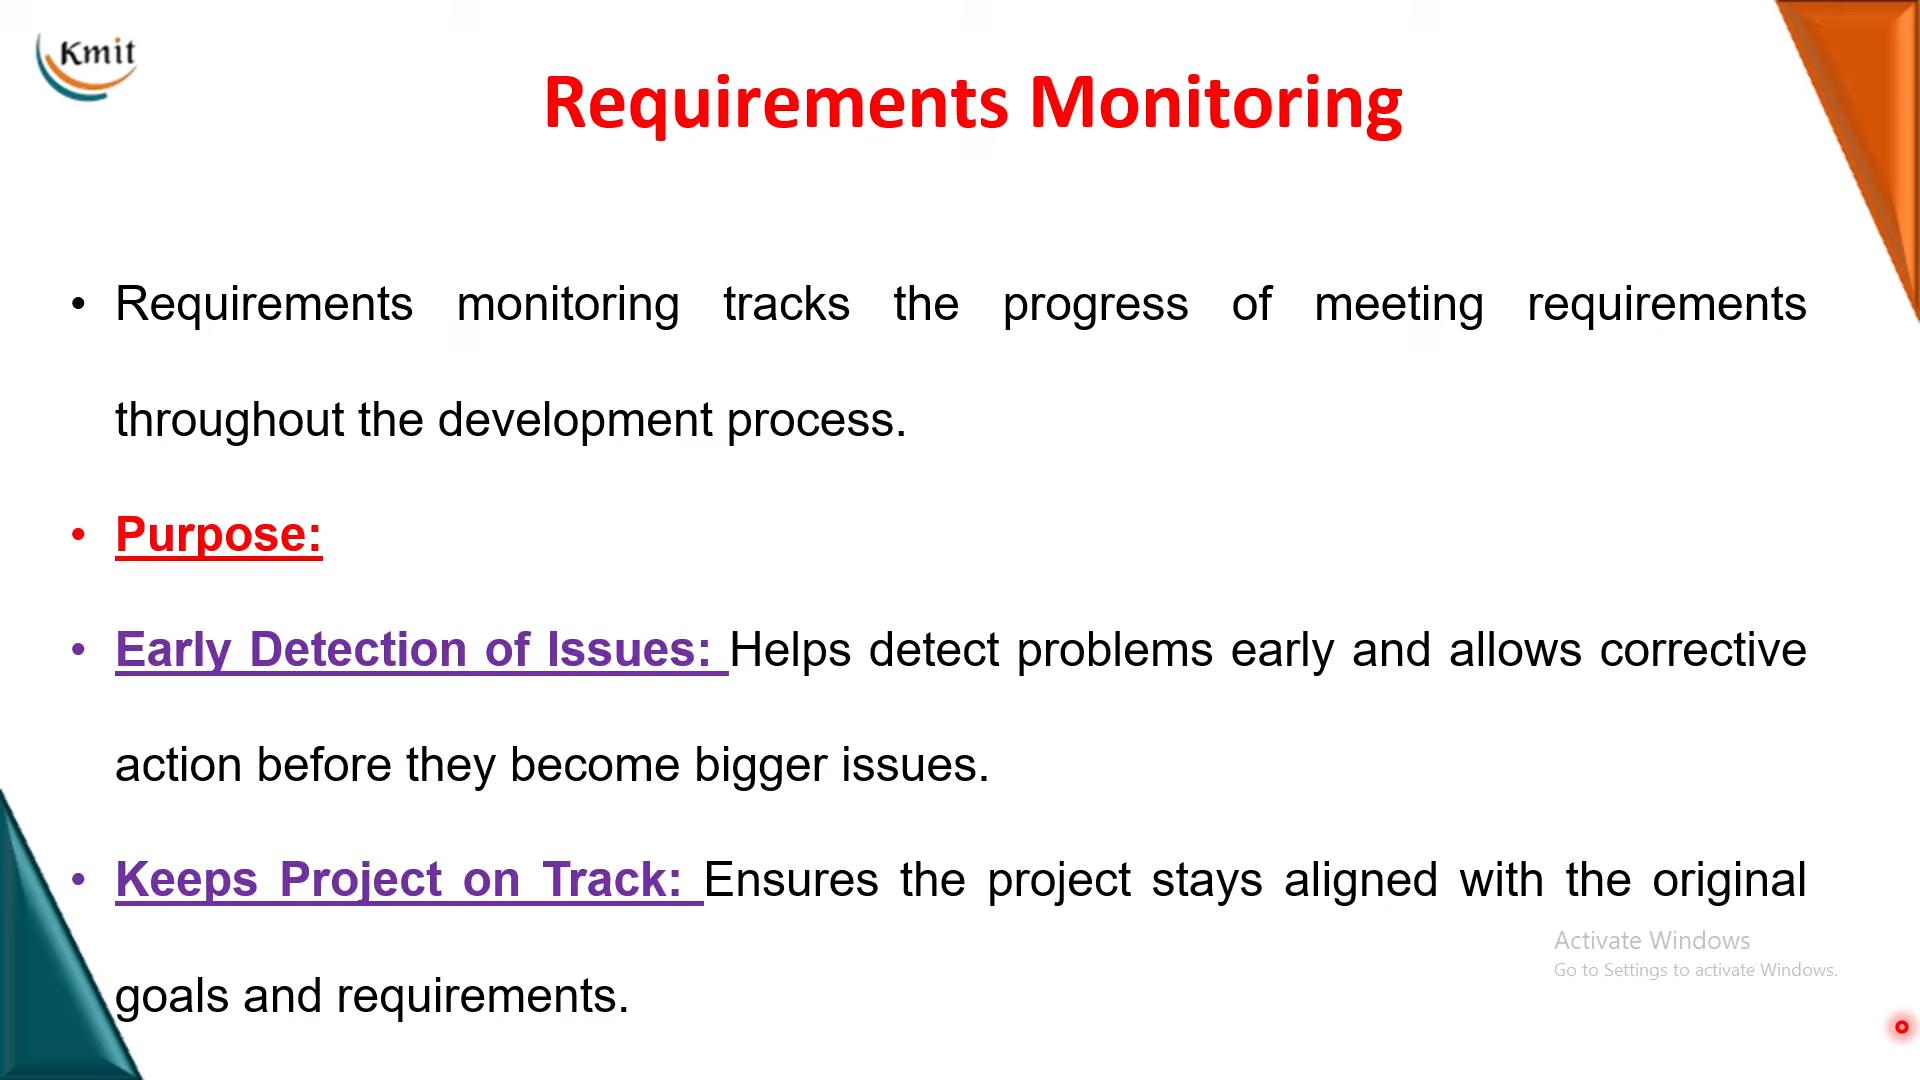 Kmit
Requirements Monitoring
• Requirements monitoring tracks the progress of meeting requirements
throughout the development process.
• Purpose:
• Early Detection of Issues: Helps detect problems early and allows corrective
action before they become bigger issues.
• Keeps Project on Track: Ensures the project stays aligned with the original
goals and requirements.
Activate Windows
Go to Settings to activate Windows.